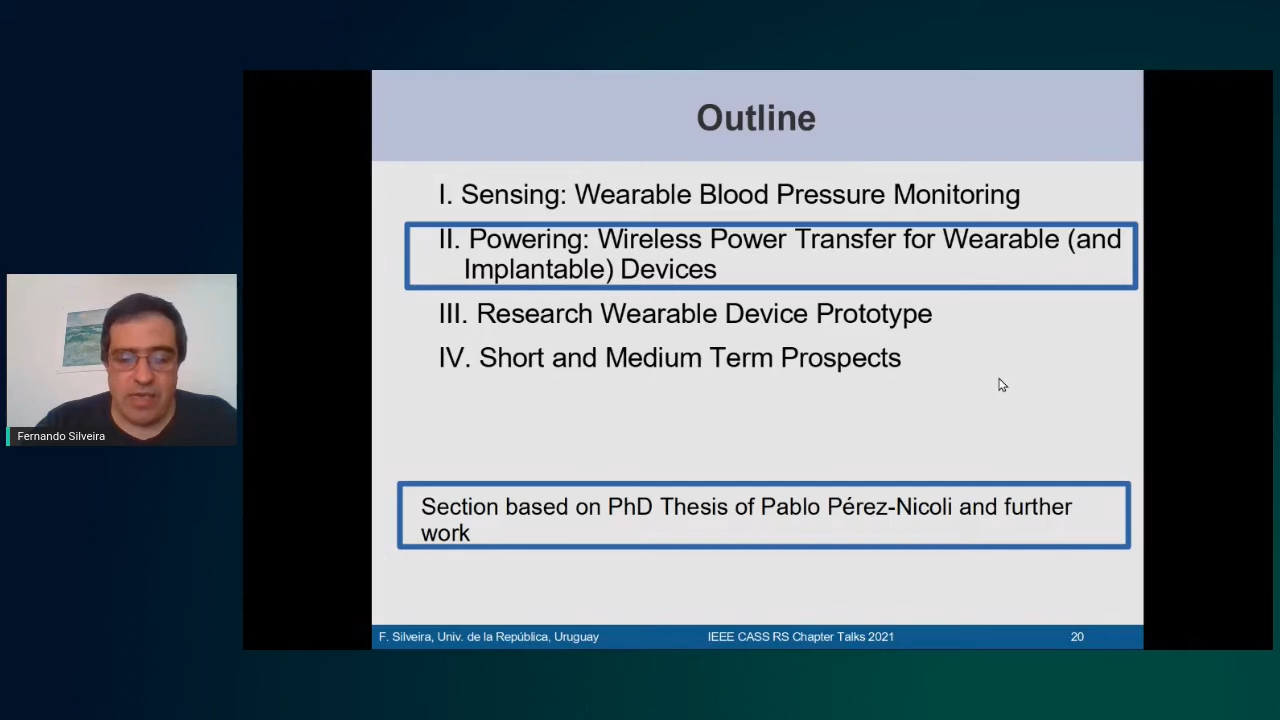 Outline
I. Sensing: Wearable Blood Pressure Monitoring
II. Powering: Wireless Power Transfer for Wearable (and
Implantable) Devices
III. Research Wearable Device Prototype
IV. Short and Medium Term Prospects
Fernando Silveira
Section based on PhD Thesis of Pablo Pérez-Nicoli and further
work
F. Silveira, Univ. de la República, Uruguay
IEEE CASS RS Chapter Talks 2021
20